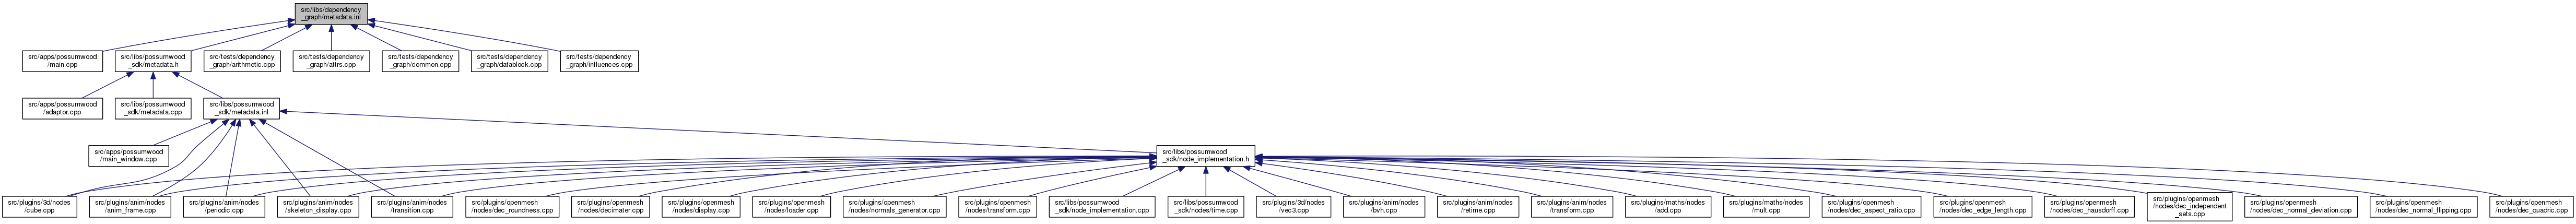 src/libs/dependency
_graph/metadata.inl
src/apps/possumwood
/main.cpp
src/libs/possumwood
_sdk/metadata.h
src/tests/dependency
_graph/arithmetic.cpp
src/tests/dependency
_graph/attrs.cpp
src/tests/dependency
_graph/common.cpp
src/tests/dependency
_graph/datablock.cpp
src/tests/dependency
_graph/influences.cpp
src/apps/possumwood
/adaptor.cpp
src/libs/possumwood
_sdk/metadata.cpp
src/libs/possumwood
_sdk/metadata.inl
src/apps/possumwood
/main_window.cpp
src/libs/possumwood
_sdk/node_implementation.h
src/plugins/3d/nodes
/cube.cpp
src/plugins/anim/nodes
/anim_frame.cpp
src/plugins/anim/nodes
/periodic.cpp
src/plugins/anim/nodes
/skeleton_display.cpp
src/plugins/anim/nodes
/transition.cpp
src/plugins/openmesh
/nodes/dec_roundness.cpp
src/plugins/openmesh
/nodes/decimater.cpp
src/plugins/openmesh
/nodes/display.cpp
src/plugins/openmesh
/nodes/loader.cpp
src/plugins/openmesh
/nodes/normals_generator.cpp
src/plugins/openmesh
/nodes/transform.cpp
src/libs/possumwood
_sdk/node_implementation.cpp
src/libs/possumwood
_sdk/nodes/time.cpp
src/plugins/3d/nodes
/vec3.cpp
src/plugins/anim/nodes
/bvh.cpp
src/plugins/anim/nodes
/retime.cpp
src/plugins/anim/nodes
/transform.cpp
src/plugins/maths/nodes
/add.cpp
src/plugins/maths/nodes
/mult.cpp
src/plugins/openmesh
/nodes/dec_aspect_ratio.cpp
src/plugins/openmesh
/nodes/dec_edge_length.cpp
src/plugins/openmesh
/nodes/dec_hausdorff.cpp
src/plugins/openmesh
/nodes/dec_independent
_sets.cpp
src/plugins/openmesh
/nodes/dec_normal_deviation.cpp
src/plugins/openmesh
/nodes/dec_normal_flipping.cpp
src/plugins/openmesh
/nodes/dec_quadric.cpp